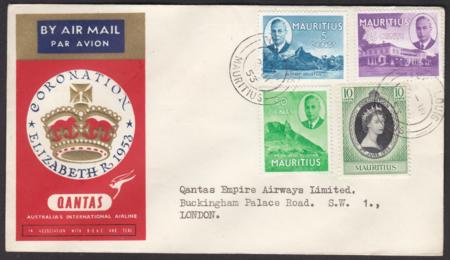 BY AIR MAIL
PAR AVION
CORONATION
ELIZABETH R. 1953
QANTAS
AUSTRALIA'S INTERNATIONAL AIRLINE
IN ASSOCIATION WITH B.O.A.C. AND TEAL
MAURITIUS
5
MAURITIUS
MAURITIUS
53
MAURITIUS
10
10
MAURITIUS
Qantas Empire Airways Limited,
Buckingham Palace Road. S.W. 1.,
LONDON.